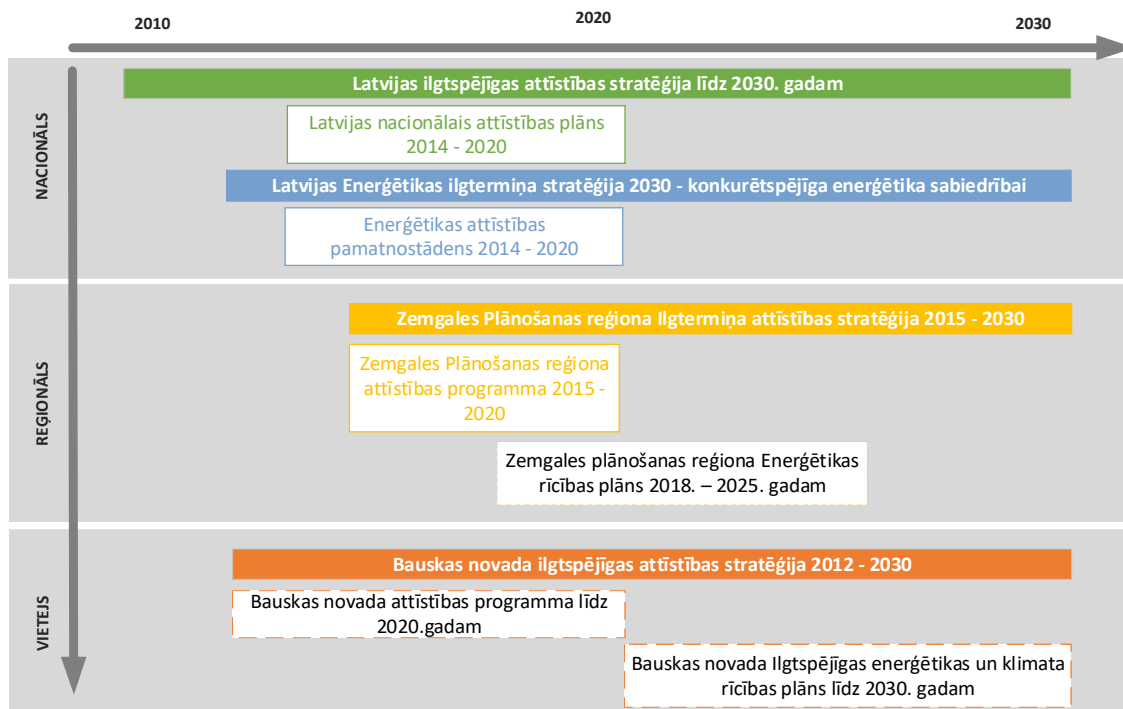 2010
2020
2030
NACIONĀLS
Latvijas ilgtspējīgas attīstības stratēģija līdz 2030. gadam
Latvijas nacionālais attīstības plāns
2014 - 2020
Latvijas Enerģētikas ilgtermiņa stratēģija 2030 - konkurētspējīga enerģētika sabiedrībai
Enerģētikas attīstības
pamatnostādens 2014 - 2020
REĢIONĀLS
Zemgales Plānošanas reģiona Ilgtermiņa attīstības stratēģija 2015 - 2030
Zemgales Plānošanas reģiona
attīstības programma 2015 -
2020
Zemgales plānošanas reģiona Enerģētikas
rīcības plāns 2018. – 2025. gadam
VIETEJS
Bauskas novada ilgtspējīgas attīstības stratēģija 2012 - 2030
Bauskas novada attīstības programma līdz
2020.gadam
Bauskas novada Ilgtspējīgas enerģētikas un klimata
rīcības plāns līdz 2030. gadam